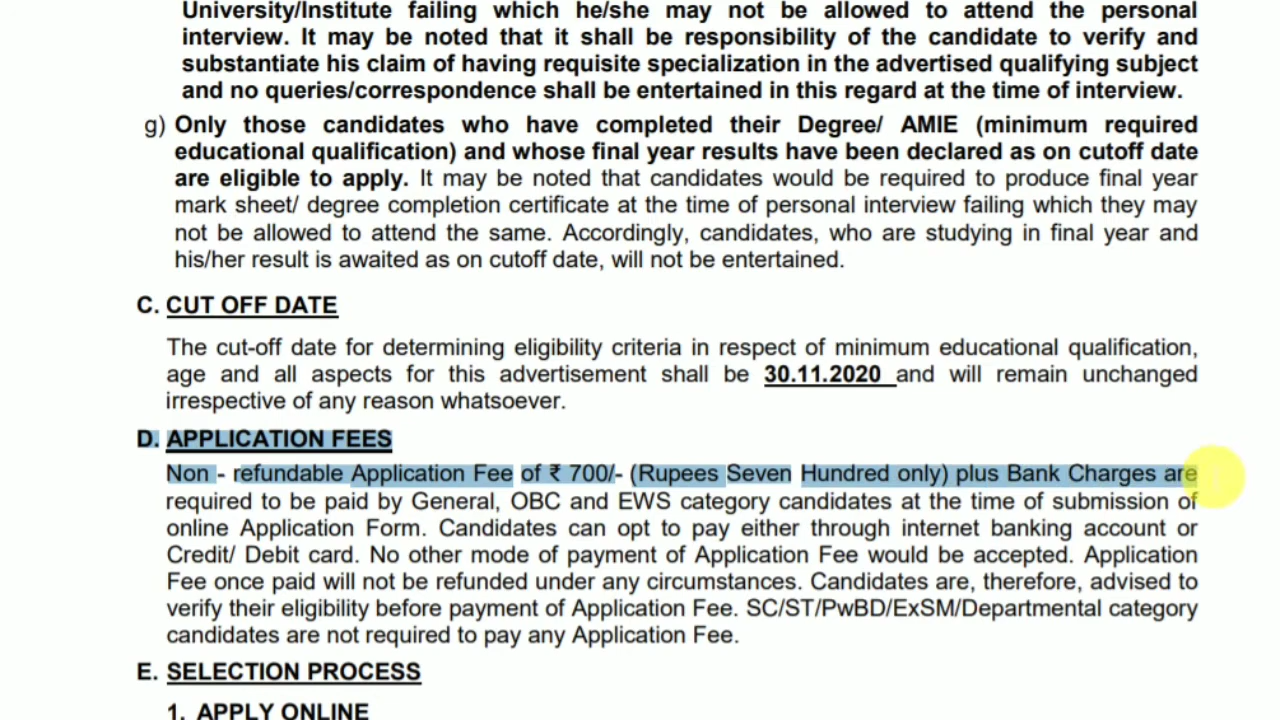 University/Institute failing which he/she may not be allowed to attend the personal
interview. It may be noted that it shall be responsibility of the candidate to verify and
substantiate his claim of having requisite specialization in the advertised qualifying subject
and no queries/correspondence shall be entertained in this regard at the time of interview.
g) Only those candidates who have completed their Degree/ AMIE (minimum required
educational qualification) and whose final year results have been declared as on cutoff date
are eligible to apply. It may be noted that candidates would be required to produce final year
mark sheet/ degree completion certificate at the time of personal interview failing which they may
not be allowed to attend the same. Accordingly, candidates, who are studying in final year and
his/her result is awaited as on cutoff date, will not be entertained.
C. CUT OFF DATE
The cut-off date for determining eligibility criteria in respect of minimum educational qualification,
age and all aspects for this advertisement shall be 30.11.2020 and will remain unchanged
irrespective of any reason whatsoever.
D. APPLICATION FEES
Non - refundable Application Fee of ₹ 700/- (Rupees Seven Hundred only) plus Bank Charges are
required to be paid by General, OBC and EWS category candidates at the time of submission of
online Application Form. Candidates can opt to pay either through internet banking account or
Credit/ Debit card. No other mode of payment of Application Fee would be accepted. Application
Fee once paid will not be refunded under any circumstances. Candidates are, therefore, advised to
verify their eligibility before payment of Application Fee. SC/ST/PwBD/ExSM/Departmental category
candidates are not required to pay any Application Fee.
E. SELECTION PROCESS
1. APPLY ONLINE